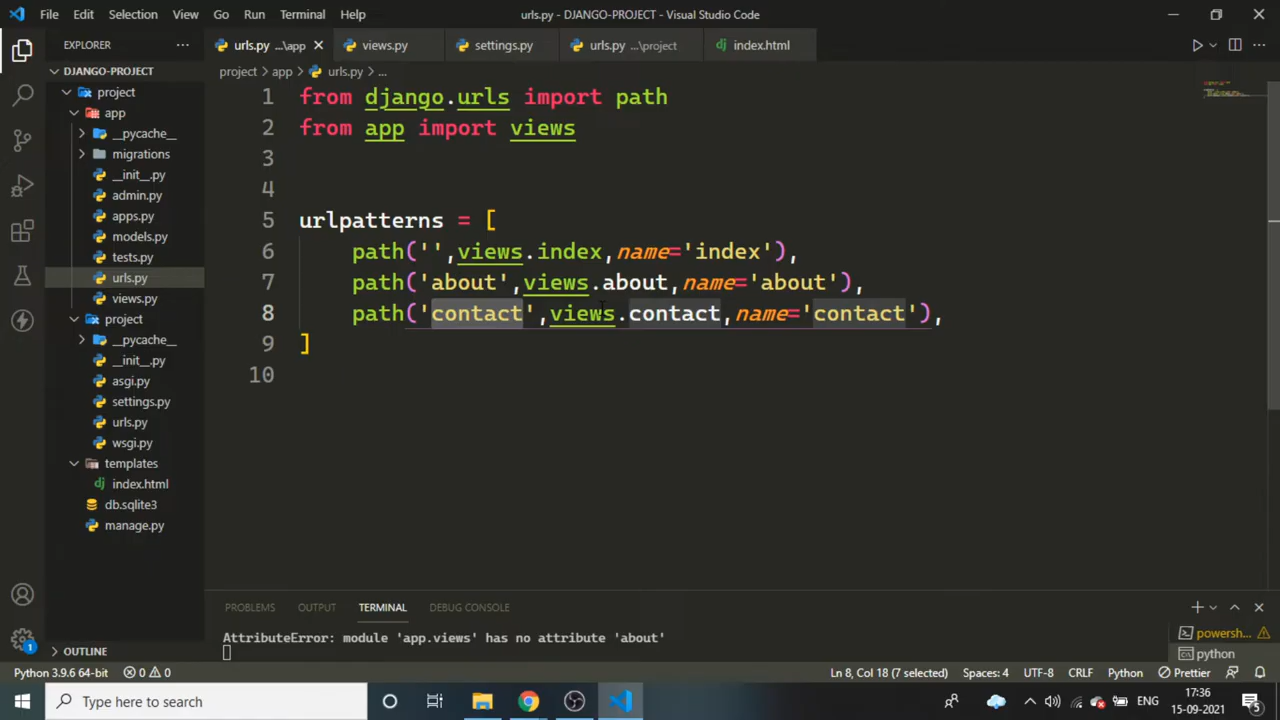 File Edit Selection View Go Run Terminal Help urls.py - DJANGO-PROJECT - Visual Studio Code
EXPLORER
urls.py ...\app
views.py
settings.py
urls.py ...\project
index.html
DJANGO-PROJECT
project > app > urls.py > ...
project
app
__pycache__
migrations
__init__.py
admin.py
apps.py
models.py
tests.py
urls.py
views.py
project
__pycache__
__init__.py
asgi.py
settings.py
urls.py
wsgi.py
templates
index.html
db.sqlite3
manage.py
OUTLINE
1 from django.urls import path
2 from app import views
3
4
5 urlpatterns = [
6 path('',views.index,name='index'),
7 path('about',views.about,name='about'),
8 path('contact',views.contact,name='contact'),
9 ]
10
PROBLEMS OUTPUT TERMINAL DEBUG CONSOLE
AttributeError: module 'app.views' has no attribute 'about'
powersh...
python
1
Python 3.9.6 64-bit 0 0 Ln 8, Col 18 (7 selected) Spaces: 4 UTF-8 CRLF Python Prettier
Type here to search
ENG
17:36
15-09-2021
5